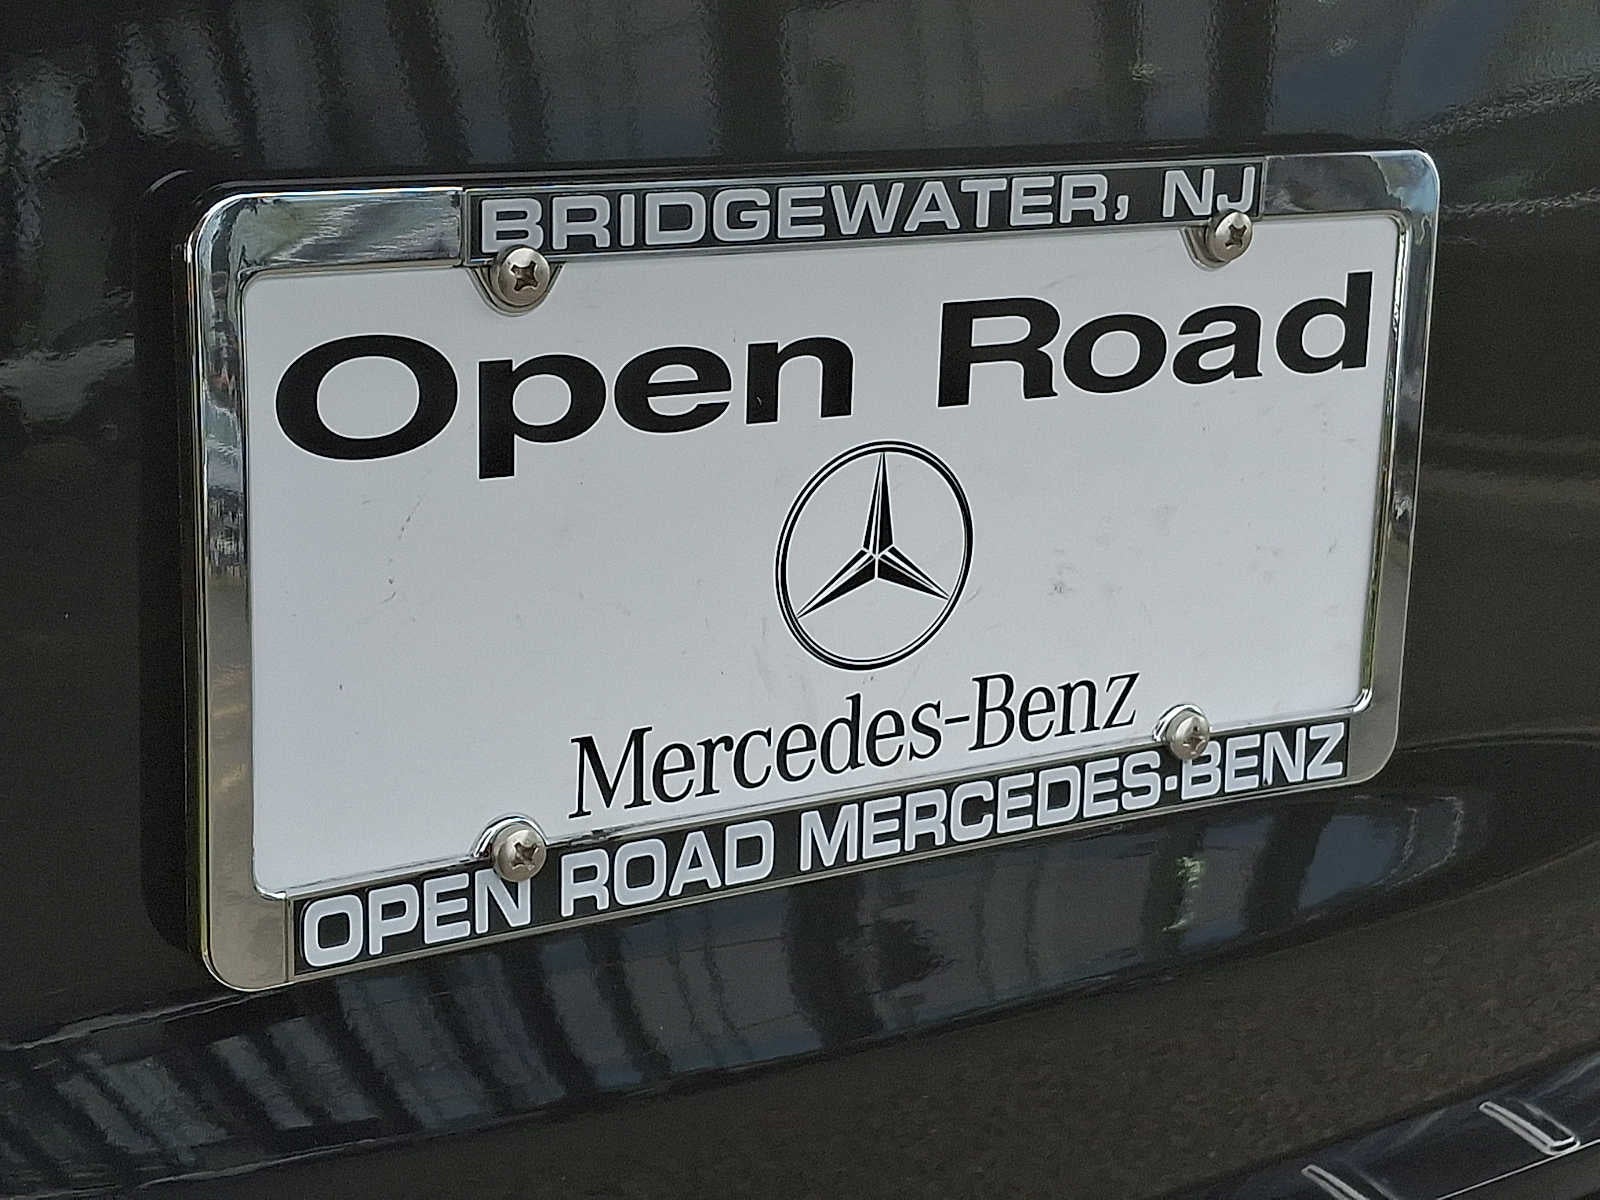 BRIDGEWATER, NJ
Open Road
Mercedes-Benz
OPEN ROAD MERCEDES-BENZ